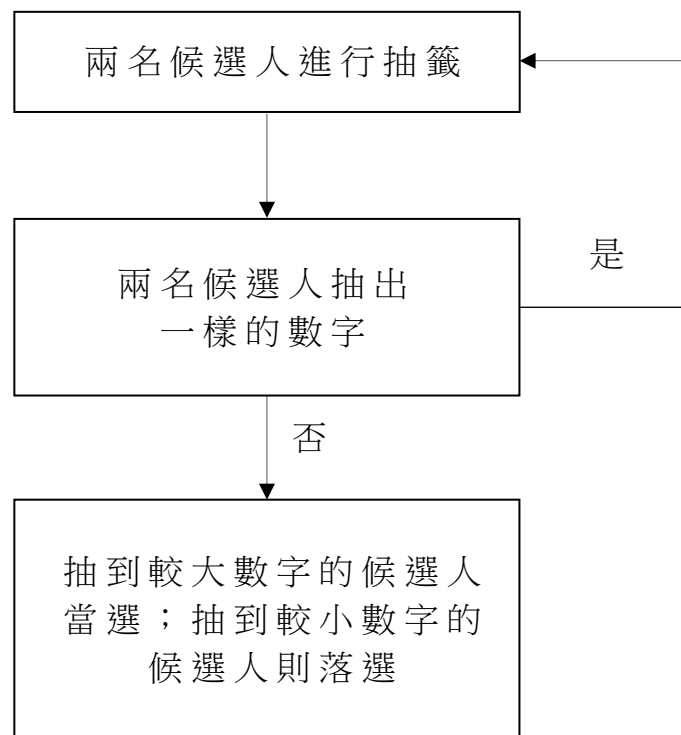 兩名候選人進行抽籤
兩名候選人抽出
一樣的數字
是
否
抽到較大數字的候選人
當選；抽到較小數字的
候選人則落選